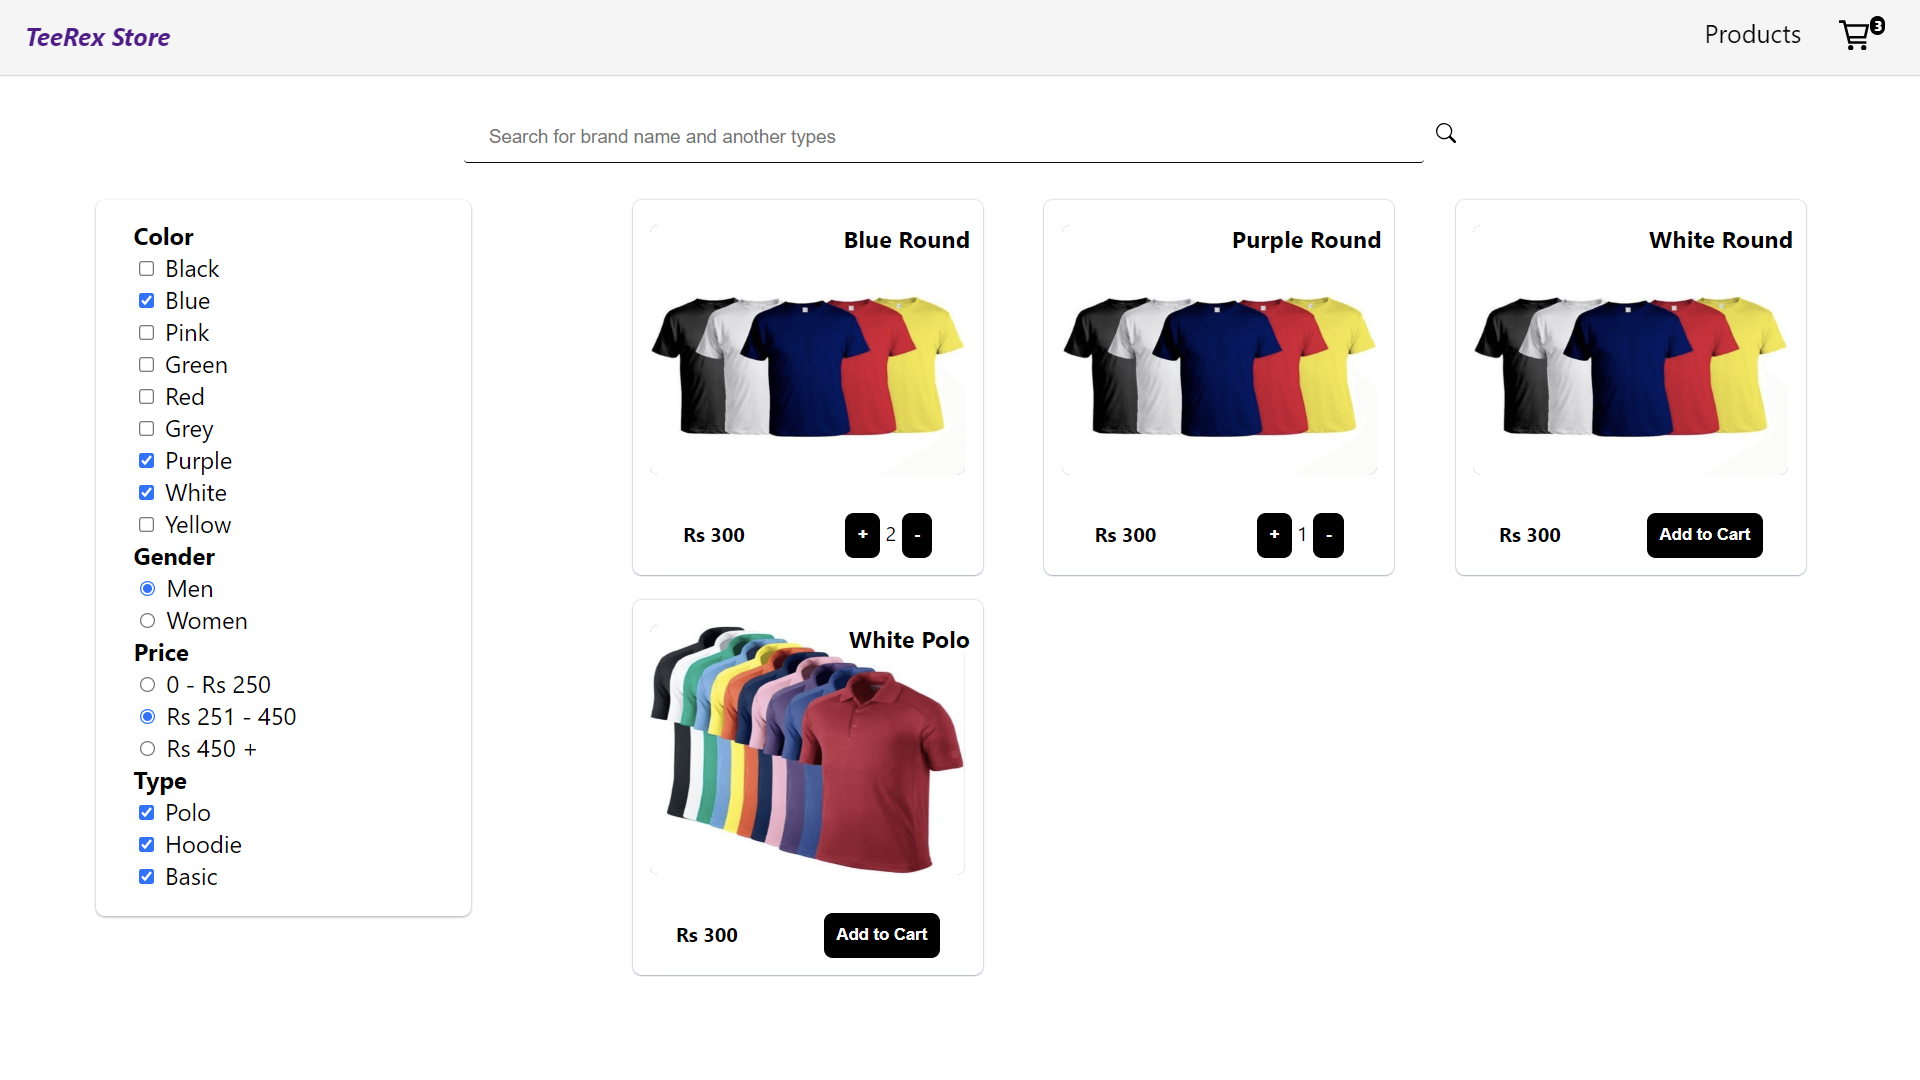 TeeRex Store
Products
3
Search for brand name and another types
Color
Black
Blue
Pink
Green
Red
Grey
Purple
White
Yellow
Gender
Men
Women
Price
0 - Rs 250
Rs 251 - 450
Rs 450 +
Type
Polo
Hoodie
Basic
Blue Round
Rs 300
+ 2 -
Purple Round
Rs 300
+ 1 -
White Round
Rs 300
Add to Cart
White Polo
Rs 300
Add to Cart